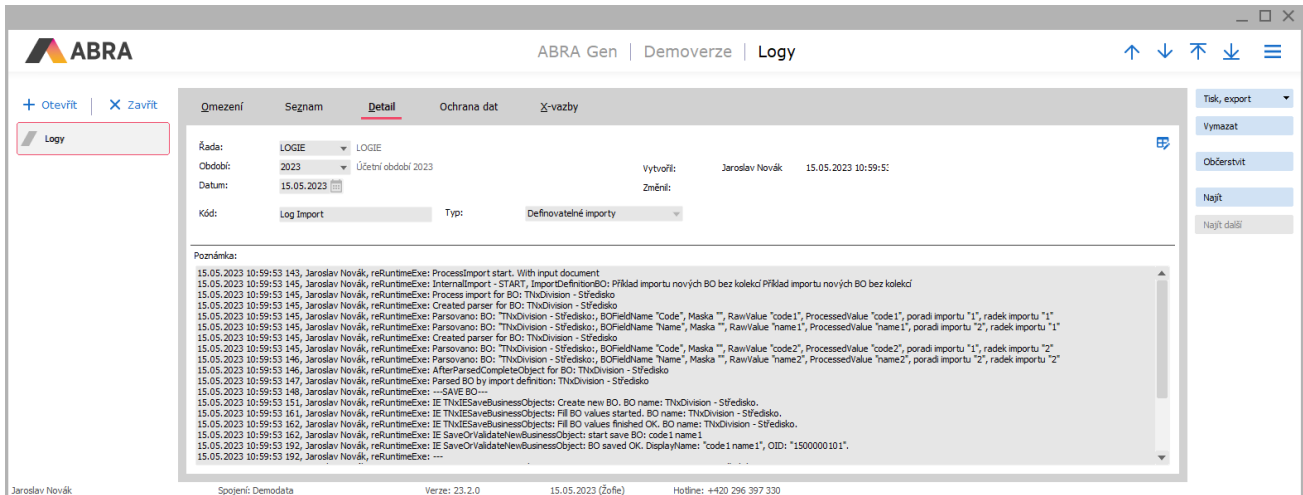 ABRA
ABRA Gen | Demoverze | Logy
+ Otevřít | X Zavřít
Logy
Omezení Seznam Detail Ochrana dat X-vazby
Řada: LOGIE LOGIE
Období: 2023 Účetní období 2023
Vytvořil: Jaroslav Novák 15.05.2023 10:59:53
Datum: 15.05.2023
Změnil:
Kód: Log Import Typ: Definovatelné importy
Tisk, export
Vymazat
Občerstvit
Najít
Najít další
Poznámka:
15.05.2023 10:59:53 143, Jaroslav Novák, reRuntimeExe: ProcessImport start. With input document
15.05.2023 10:59:53 145, Jaroslav Novák, reRuntimeExe: InternalImport - START, ImportDefinitionBO: Příklad importu nových BO bez kolekcí Příklad importu nových BO bez kolekcí
15.05.2023 10:59:53 145, Jaroslav Novák, reRuntimeExe: Process import for BO: TNxDivision - Středisko
15.05.2023 10:59:53 145, Jaroslav Novák, reRuntimeExe: Created parser for BO: TNxDivision - Středisko
15.05.2023 10:59:53 145, Jaroslav Novák, reRuntimeExe: Parsovano: BO: "TNxDivision - Středisko:, BOFieldName "Code", Maska "", RawValue "code1", ProcessedValue "code1", poradi importu "1", radek importu "1"
15.05.2023 10:59:53 145, Jaroslav Novák, reRuntimeExe: Parsovano: BO: "TNxDivision - Středisko:, BOFieldName "Name", Maska "", RawValue "name1", ProcessedValue "name1", poradi importu "2", radek importu "1"
15.05.2023 10:59:53 145, Jaroslav Novák, reRuntimeExe: Created parser for BO: TNxDivision - Středisko
15.05.2023 10:59:53 145, Jaroslav Novák, reRuntimeExe: Parsovano: BO: "TNxDivision - Středisko:, BOFieldName "Code", Maska "", RawValue "code2", ProcessedValue "code2", poradi importu "1", radek importu "2"
15.05.2023 10:59:53 146, Jaroslav Novák, reRuntimeExe: Parsovano: BO: "TNxDivision - Středisko:, BOFieldName "Name", Maska "", RawValue "name2", ProcessedValue "name2", poradi importu "2", radek importu "2"
15.05.2023 10:59:53 146, Jaroslav Novák, reRuntimeExe: AfterParsedCompleteObject for BO: TNxDivision - Středisko
15.05.2023 10:59:53 147, Jaroslav Novák, reRuntimeExe: Parsed BO by import definition: TNxDivision - Středisko
15.05.2023 10:59:53 148, Jaroslav Novák, reRuntimeExe: ---SAVE BO---
15.05.2023 10:59:53 151, Jaroslav Novák, reRuntimeExe: IE TNxIESaveBusinessObjects: Create new BO. BO name: TNxDivision - Středisko.
15.05.2023 10:59:53 161, Jaroslav Novák, reRuntimeExe: IE TNxIESaveBusinessObjects: Fill BO values started. BO name: TNxDivision - Středisko.
15.05.2023 10:59:53 162, Jaroslav Novák, reRuntimeExe: IE TNxIESaveBusinessObjects: Fill BO values finished OK. BO name: TNxDivision - Středisko.
15.05.2023 10:59:53 162, Jaroslav Novák, reRuntimeExe: IE SaveOrValidateNewBusinessObject: start save BO: code1 name1
15.05.2023 10:59:53 192, Jaroslav Novák, reRuntimeExe: IE SaveOrValidateNewBusinessObject: BO saved OK. DisplayName: "code1 name1", OID: "1500000101".
15.05.2023 10:59:53 192, Jaroslav Novák, reRuntimeExe: ---
Jaroslav Novák Spojení: Demodata Verze: 23.2.0 15.05.2023 (Žofie) Hotline: +420 296 397 330